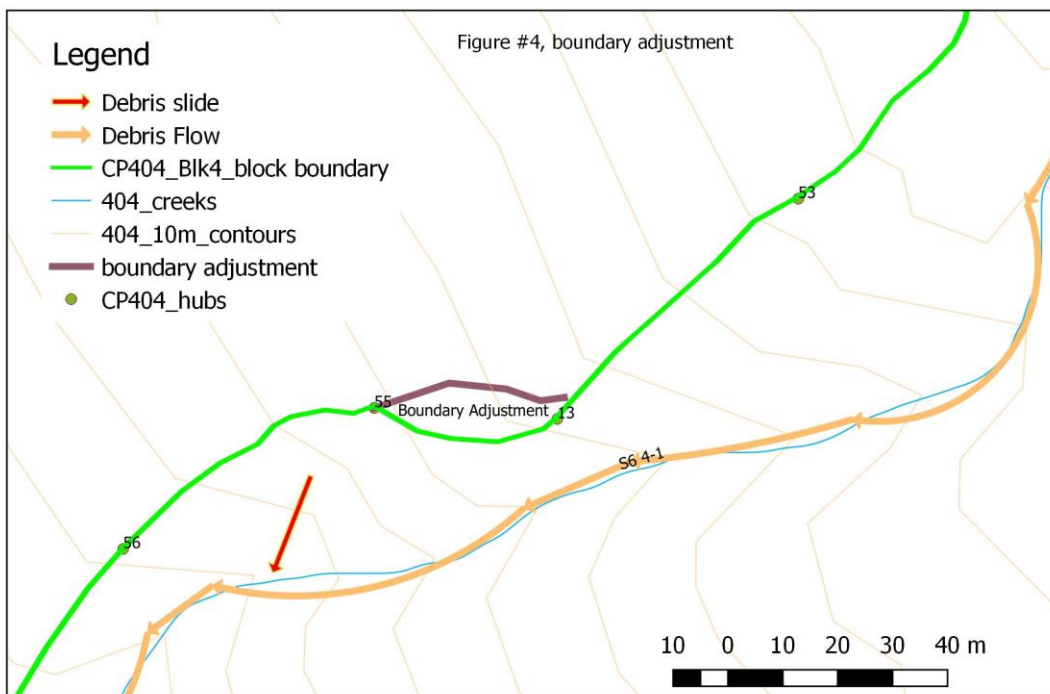 Figure #4, boundary adjustment
Legend
Debris slide
Debris Flow
CP404_Blk4_block boundary
404_creeks
404_10m_contours
boundary adjustment
CP404_hubs
53
55
Boundary Adjustment
13
S6 4-1
56
10 0 10 20 30 40 m